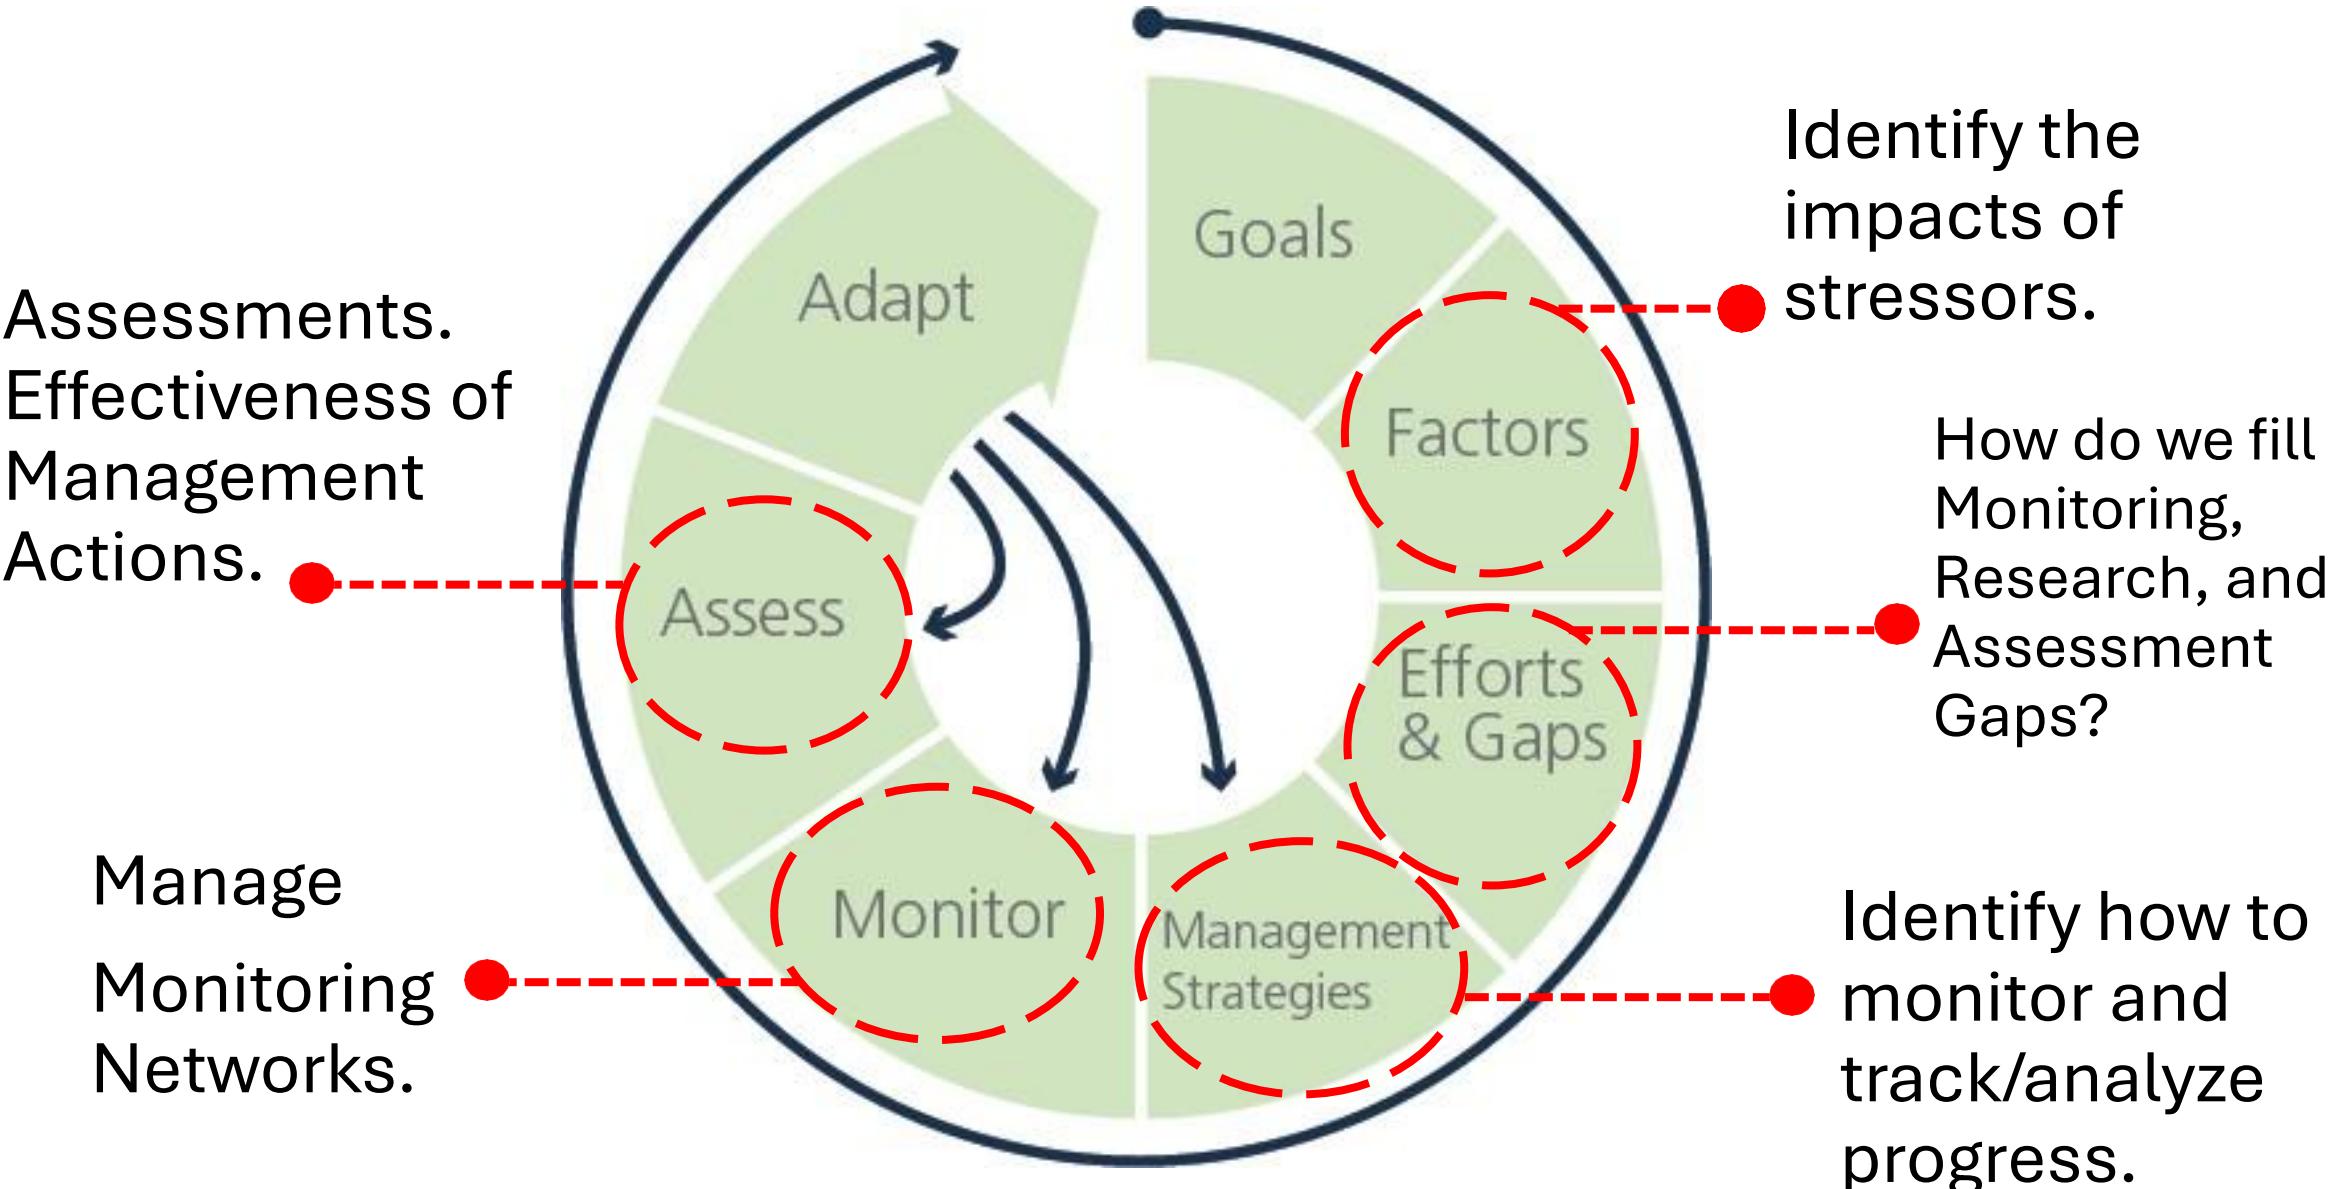 Goals
Factors
Efforts
& Gaps
Management
Strategies
Monitor
Assess
Adapt
Identify the
impacts of
stressors.
How do we fill
Monitoring,
Research, and
Assessment
Gaps?
Identify how to
monitor and
track/analyze
progress.
Manage
Monitoring
Networks.
Assessments.
Effectiveness of
Management
Actions.